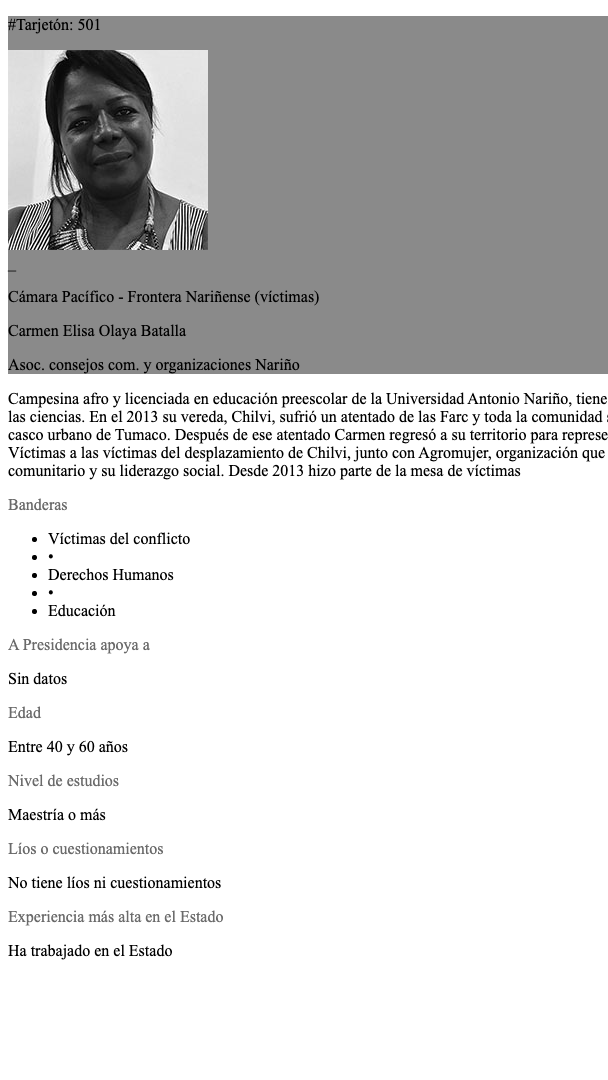 #Tarjetón: 501
_
Cámara Pacífico - Frontera Nariñense (víctimas)
Carmen Elisa Olaya Batalla
Asoc. consejos com. y organizaciones Nariño
Campesina afro y licenciada en educación preescolar de la Universidad Antonio Nariño, tiene
las ciencias. En el 2013 su vereda, Chilvi, sufrió un atentado de las Farc y toda la comunidad
casco urbano de Tumaco. Después de ese atentado Carmen regresó a su territorio para represe
Víctimas a las víctimas del desplazamiento de Chilvi, junto con Agromujer, organización que
comunitario y su liderazgo social. Desde 2013 hizo parte de la mesa de víctimas
Banderas
• Víctimas del conflicto
• •
• Derechos Humanos
• •
• Educación
A Presidencia apoya a
Sin datos
Edad
Entre 40 y 60 años
Nivel de estudios
Maestría o más
Líos o cuestionamientos
No tiene líos ni cuestionamientos
Experiencia más alta en el Estado
Ha trabajado en el Estado